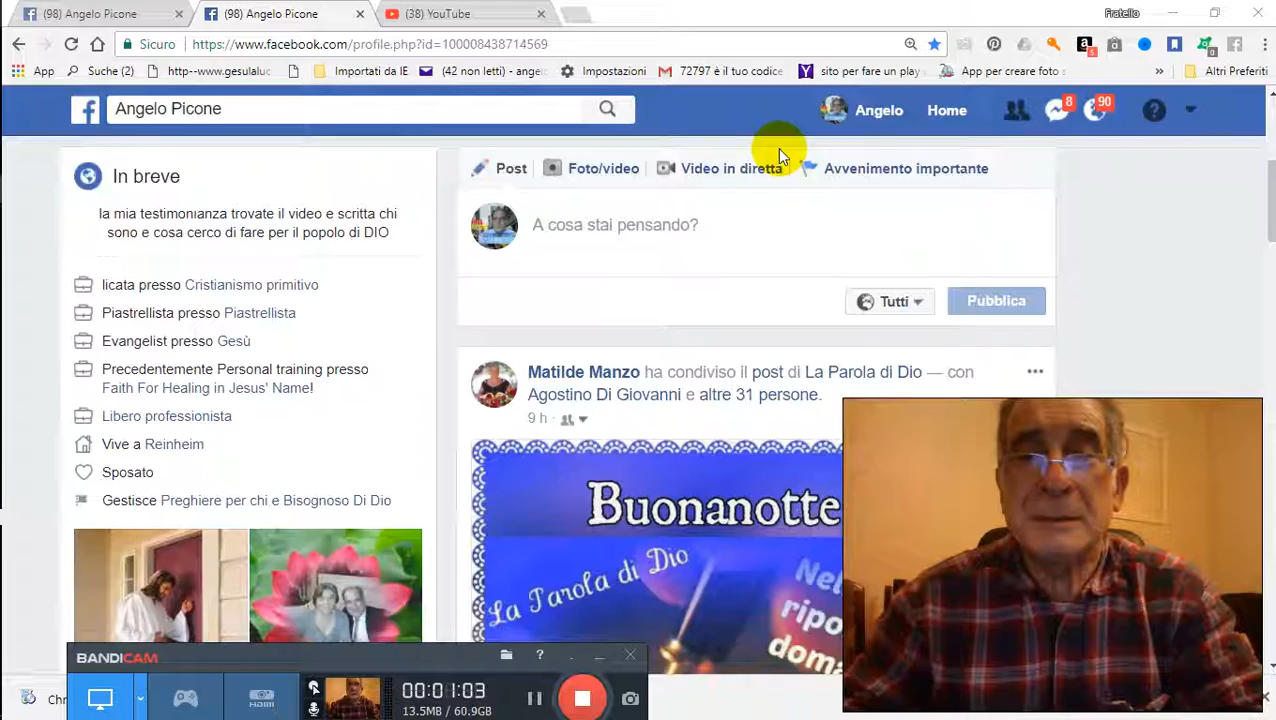 (98) Angelo Picone
(98) Angelo Picone
(38) YouTube
Fratello
Sicuro
https://www.facebook.com/profile.php?id=100008438714569
App
Suite (2)
http--www.gesulaluc
Importati da IE
(42 non letti) - ange
Impostazioni
72791 è il tuo codice
sito per fare un play
App per creare foto
»
Altri Preferiti
Angelo Picone
Angelo
Home
8
90
In breve
la mia testimonianza trovate il video e scritta chi
sono e cosa cerco di fare per il popolo di DIO
licata presso Cristianismo primitivo
Piastrellista presso Piastrellista
Evangelist presso Gesù
Precedentemente Personal training presso
Faith For Healing in Jesus' Name!
Libero professionista
Vive a Reinheim
Sposato
Gestisce Preghiere per chi e Bisognoso Di Dio
Post
Foto/video
Video in diretta
Avvenimento importante
A cosa stai pensando?
Tutti
Pubblica
Matilde Manzo ha condiviso il post di La Parola di Dio — con
Agostino Di Giovanni e altre 31 persone.
9 h
Buonanotte
La Parola di Dio
Nel
ripo
doma
BANDICAM
HDMI
00:01:03
13.5MB / 60.9GB
Chr